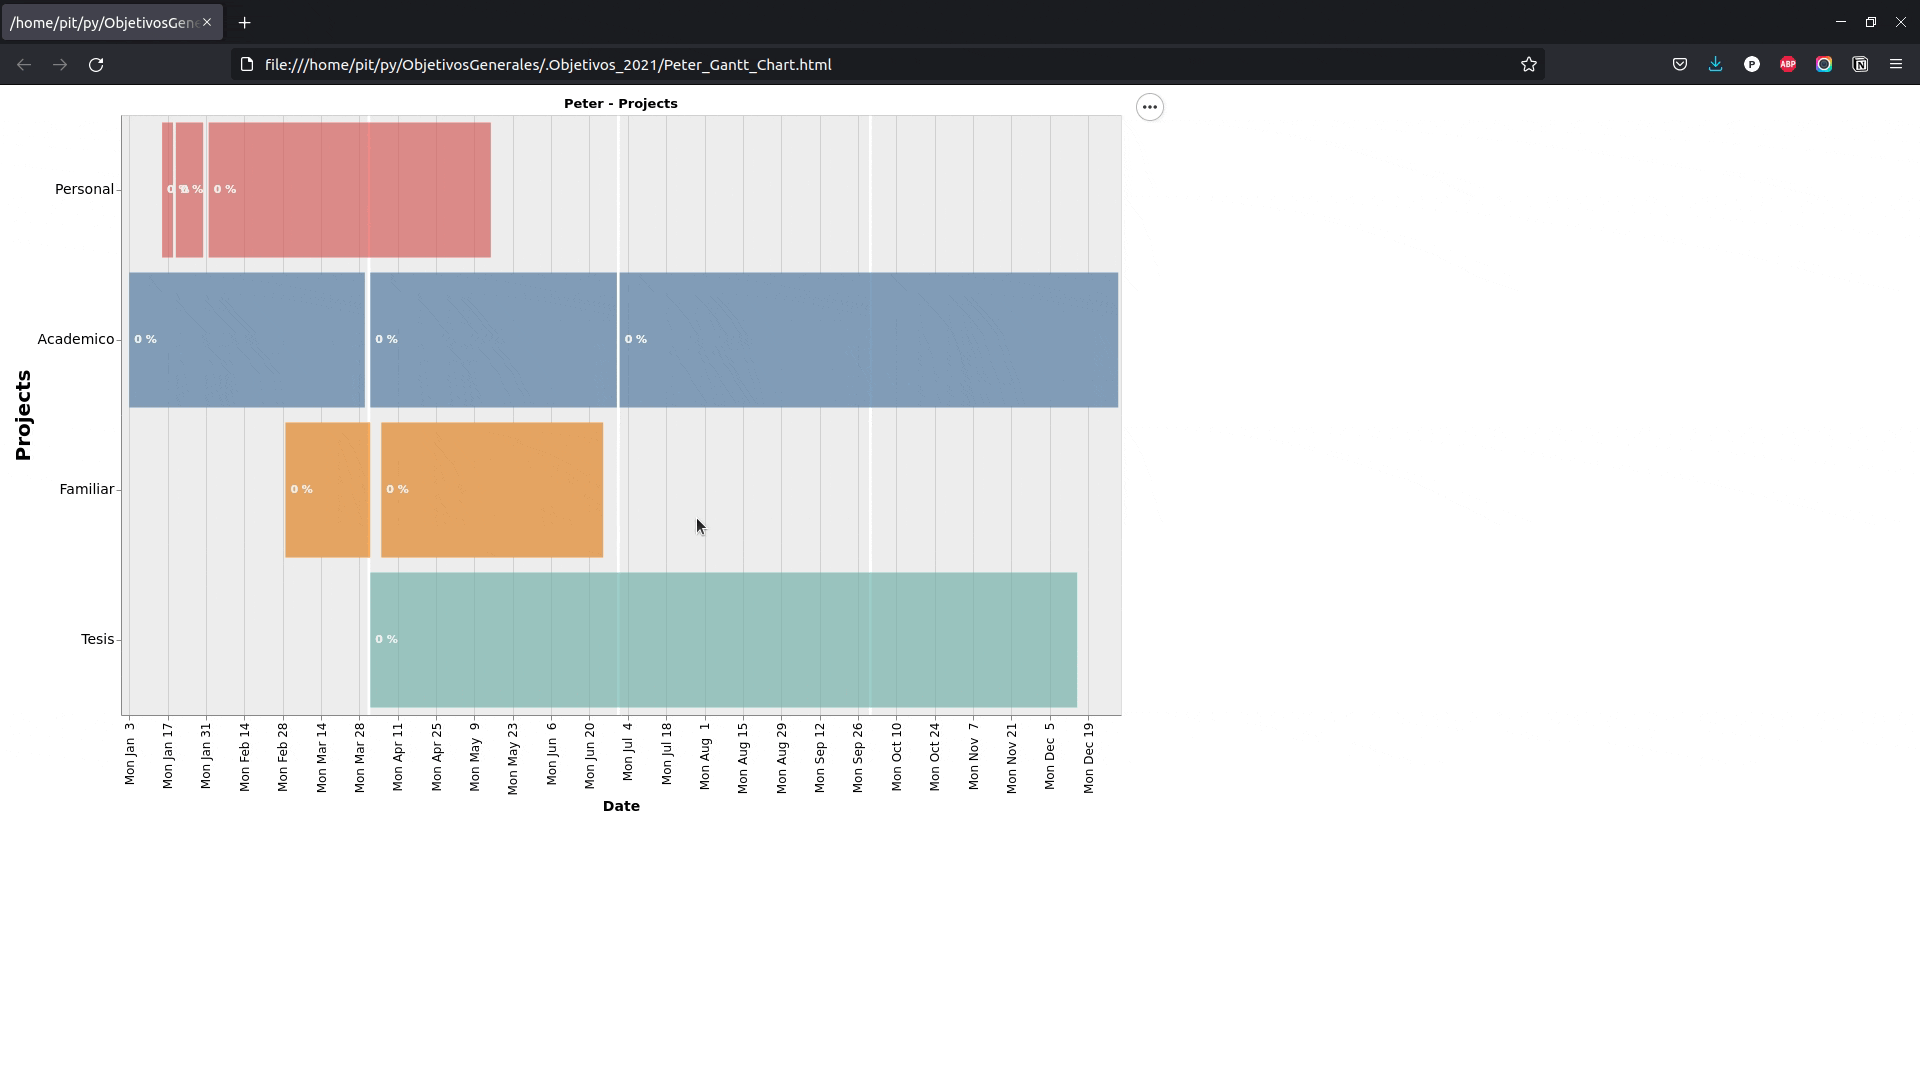 /home/pit/py/ObjetivosGen
file:///home/pit/py/ObjetivosGenerales/.Objetivos_2021/Peter_Gantt_Chart.html
P
ABP
Peter - Projects
Projects
Personal
0 % 0 % 0 %
Academico
0 % 0 % 0 %
Familiar
0 % 0 %
Tesis
0 %
Mon Jan 3
Mon Jan 17
Mon Jan 31
Mon Feb 14
Mon Feb 28
Mon Mar 14
Mon Mar 28
Mon Apr 11
Mon Apr 25
Mon May 9
Mon May 23
Mon Jun 6
Mon Jun 20
Mon Jul 4
Mon Jul 18
Mon Aug 1
Mon Aug 15
Mon Aug 29
Mon Sep 12
Mon Sep 26
Mon Oct 10
Mon Oct 24
Mon Nov 7
Mon Nov 21
Mon Dec 5
Mon Dec 19
Date